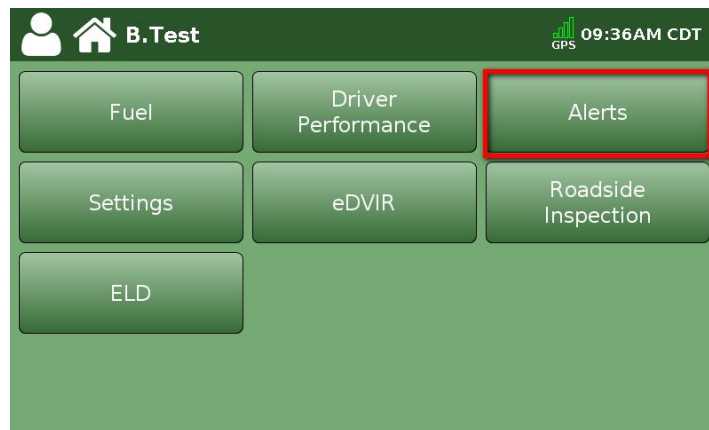 B.Test
GPS 09:36AM CDT
Fuel
Driver
Performance
Alerts
Settings
eDVIR
Roadside
Inspection
ELD